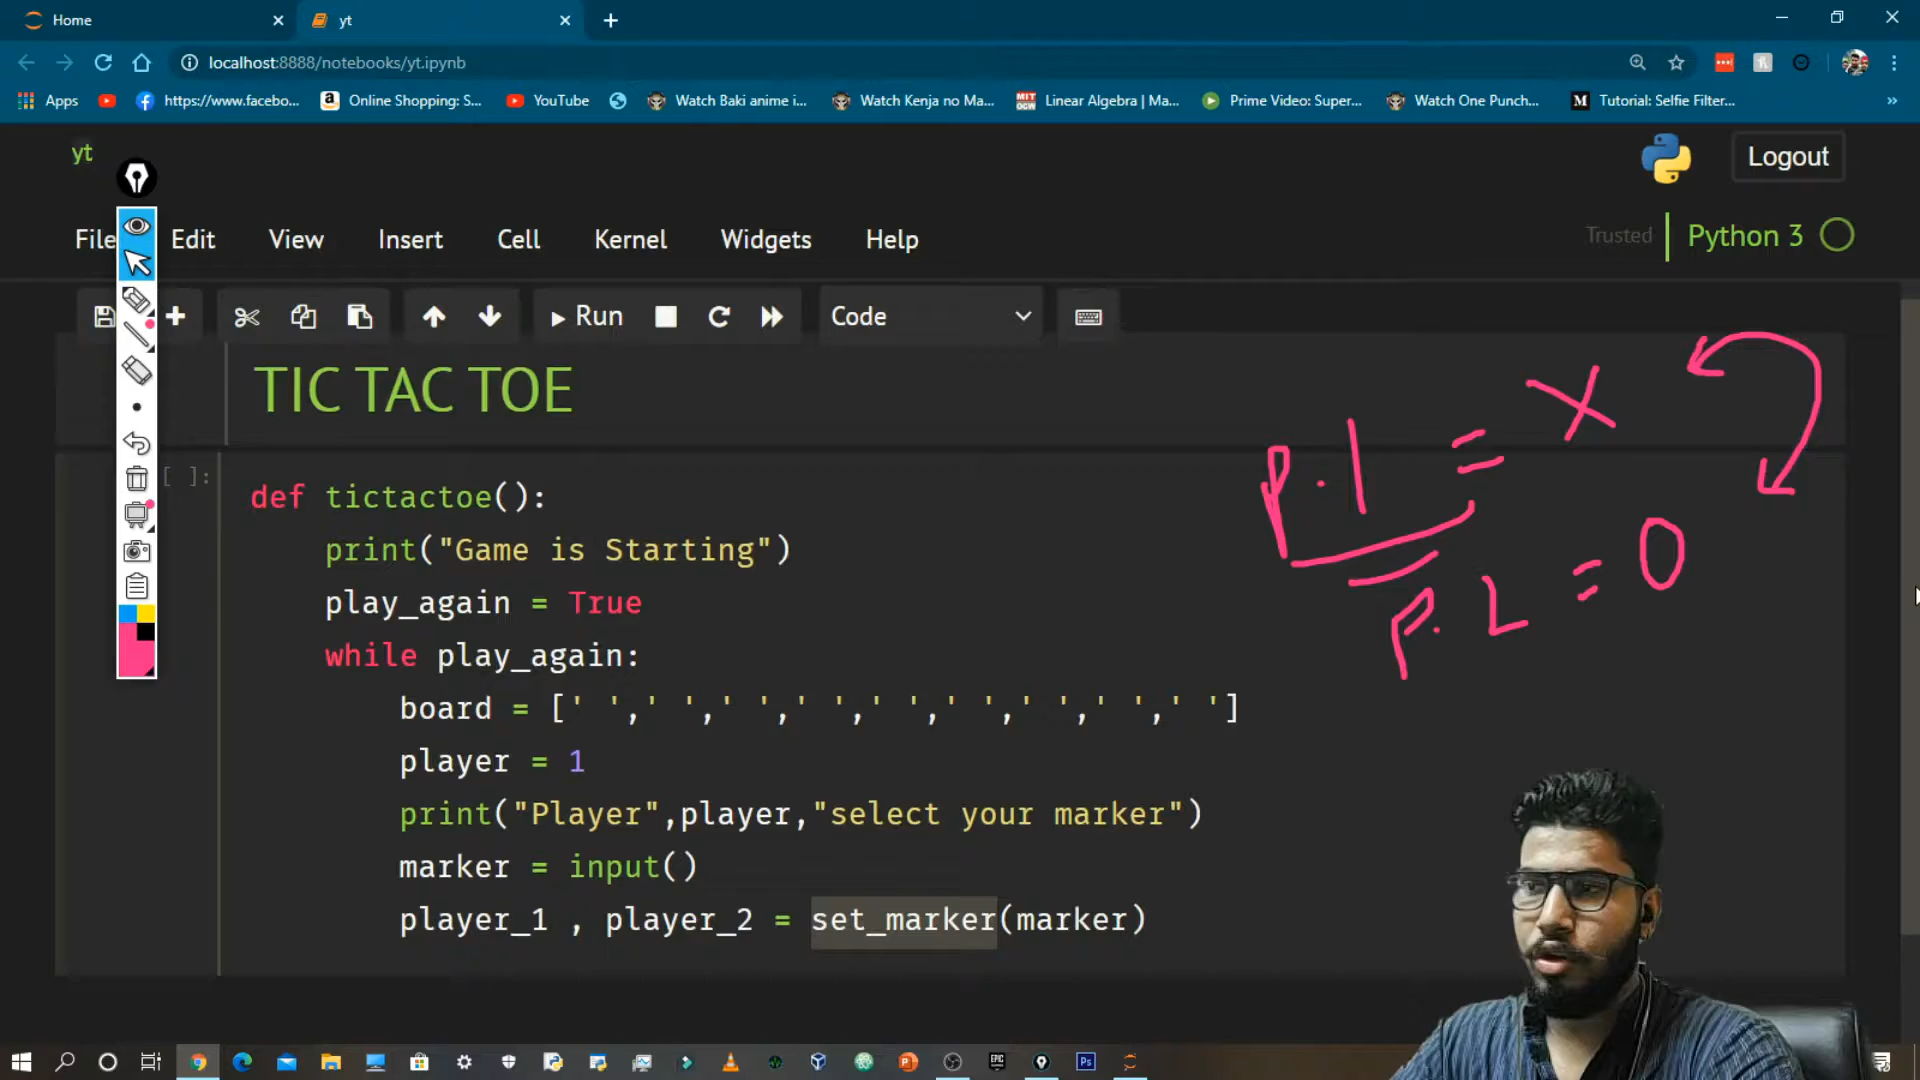 Home
yt
localhost:8888/notebooks/yt.ipynb
Apps
https://www.facebo...
Online Shopping: S...
YouTube
Watch Baki anime i...
Watch Kenja no Ma...
MIT OCW
Linear Algebra | Ma...
Prime Video: Super...
Watch One Punch...
Tutorial: Selfie Filter...
yt
Logout
File Edit View Insert Cell Kernel Widgets Help
Trusted
Python 3
Run
Code
TIC TAC TOE
P.1 = X
P.2 = O
[ ]:
def tictactoe():
print("Game is Starting")
play_again = True
while play_again:
board = [' ',' ',' ',' ',' ',' ',' ',' ',' ']
player = 1
print("Player",player,"select your marker")
marker = input()
player_1 , player_2 = set_marker(marker)